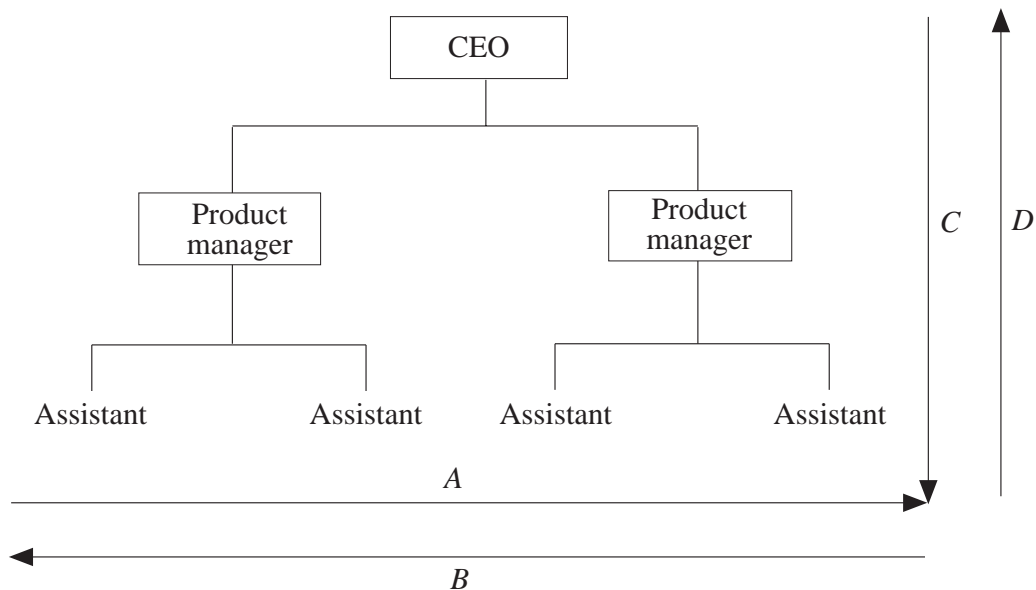 CEO
Product
manager
Product
manager
C
D
Assistant
Assistant
Assistant
Assistant
A
B